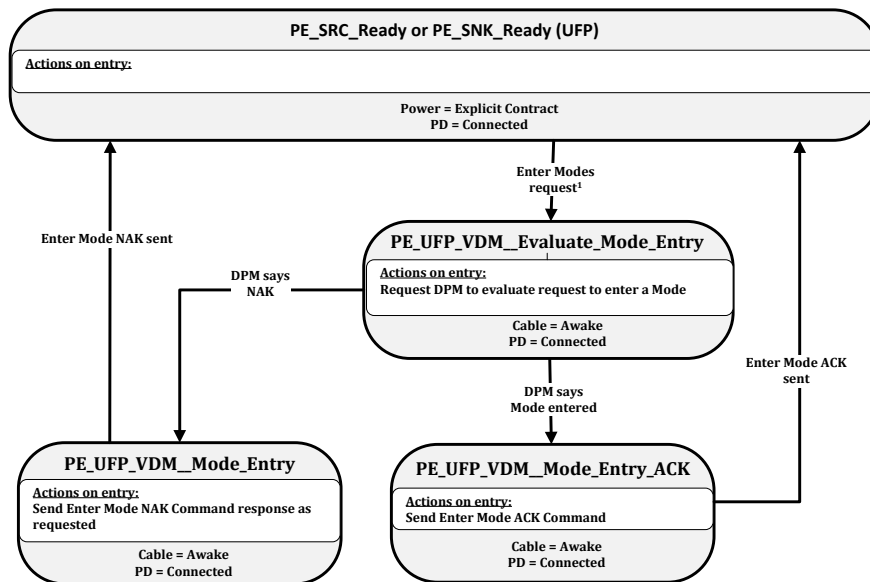 PE_SRC_Ready or PE_SNK_Ready (UFP)
Actions on entry:
Power = Explicit Contract
PD = Connected
Enter Modes
request¹
Enter Mode NAK sent
PE_UFP_VDM__Evaluate_Mode_Entry
Actions on entry:
Request DPM to evaluate request to enter a Mode
Cable = Awake
PD = Connected
DPM says
NAK
Enter Mode ACK
sent
DPM says
Mode entered
PE_UFP_VDM__Mode_Entry
Actions on entry:
Send Enter Mode NAK Command response as
requested
Cable = Awake
PD = Connected
PE_UFP_VDM__Mode_Entry_ACK
Actions on entry:
Send Enter Mode ACK Command
Cable = Awake
PD = Connected